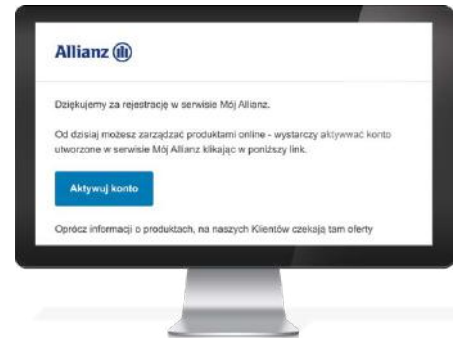 Allianz
Dziękujemy za rejestrację w serwisie Mój Allianz.
Od dzisiaj możesz zarządzać produktami online - wystarczy aktywwać konto
utworzone w serwisie Mój Allianz klikając w poniższy link.
Aktywuj konto
Oprócz informacji o produktach, na naszych Klientów czekają tam oferty